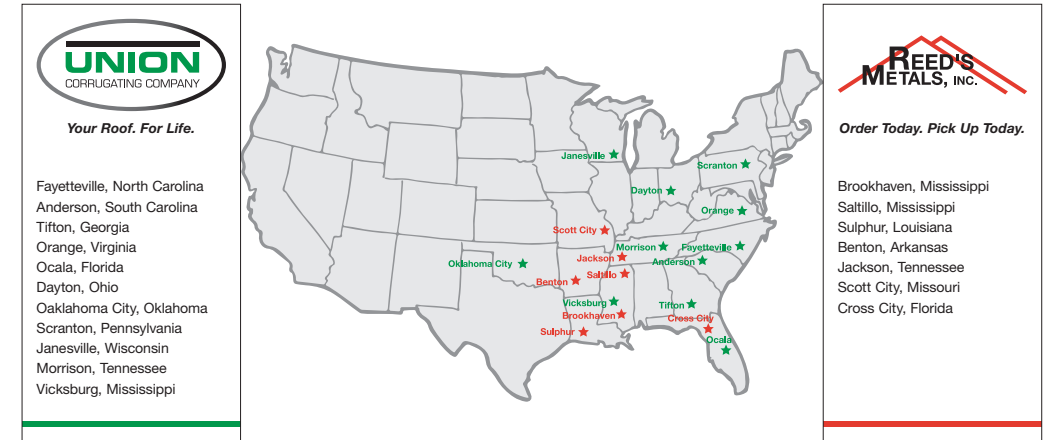 UNION
CORRUGATING COMPANY
Your Roof. For Life.
Fayetteville, North Carolina
Anderson, South Carolina
Tifton, Georgia
Orange, Virginia
Ocala, Florida
Dayton, Ohio
Oaklahoma City, Oklahoma
Scranton, Pennsylvania
Janesville, Wisconsin
Morrison, Tennessee
Vicksburg, Mississippi
Janesville
Scranton
Dayton
Orange
Scott City
Morrison
Fayetteville
Jackson
Anderson
Oklahoma City
Saltillo
Benton
Vicksburg
Tifton
Brookhaven
Cross City
Sulphur
Ocala
REED'S
METALS, INC.
Order Today. Pick Up Today.
Brookhaven, Mississippi
Saltillo, Mississippi
Sulphur, Louisiana
Benton, Arkansas
Jackson, Tennessee
Scott City, Missouri
Cross City, Florida